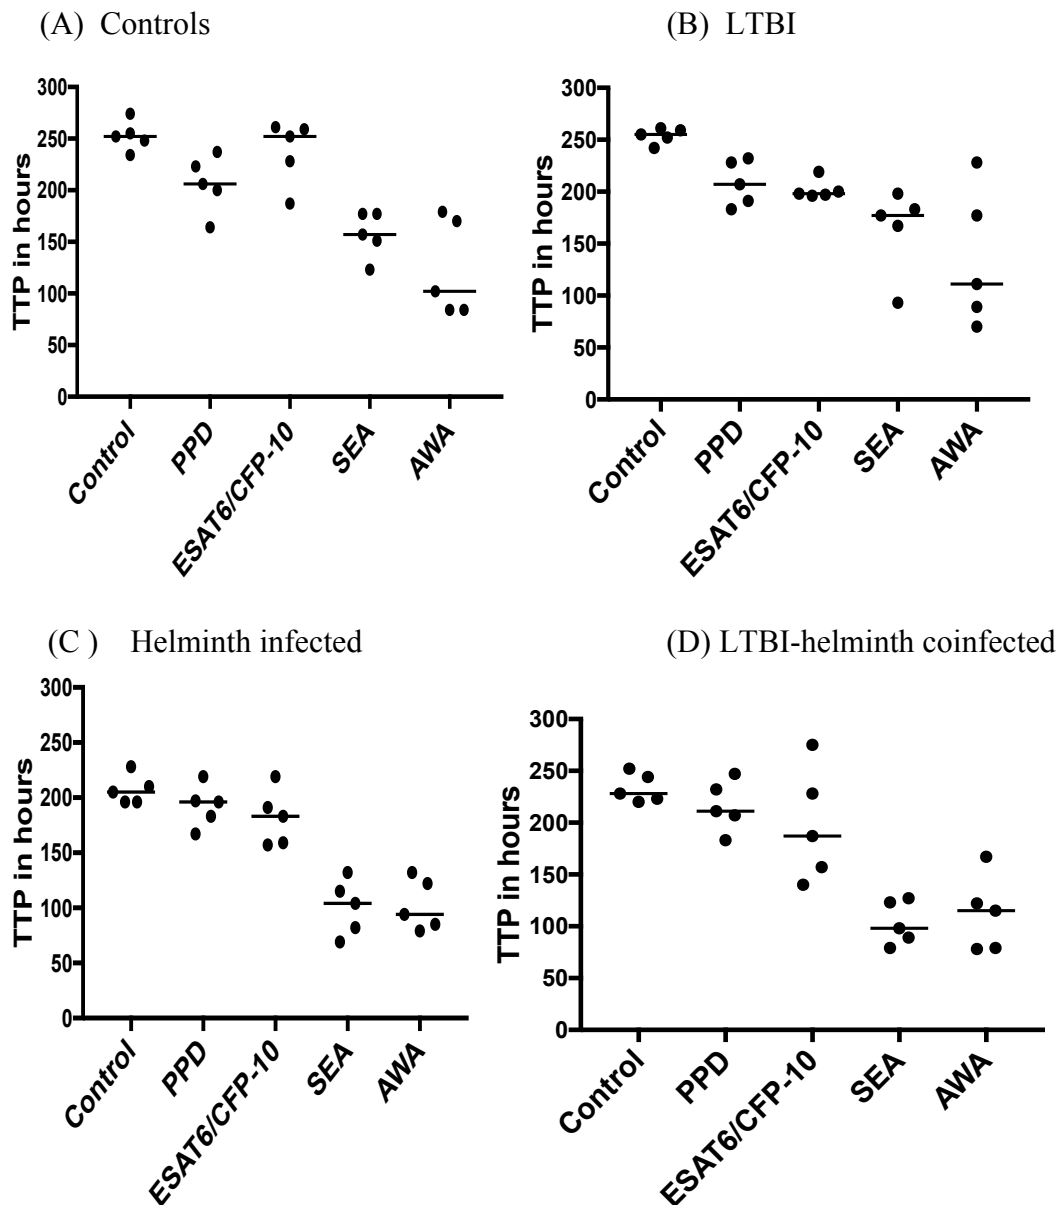 (A) Controls
TTP in hours
300
250
200
150
100
50
0
Control
PPD
ESAT6/CFP-10
SEA
AWA
(B) LTBI
TTP in hours
300
250
200
150
100
50
0
Control
PPD
ESAT6/CFP-10
SEA
AWA
(C ) Helminth infected
TTP in hours
300
250
200
150
100
50
0
Control
PPD
ESAT6/CFP-10
SEA
AWA
(D) LTBI-helminth coinfected
TTP in hours
300
250
200
150
100
50
0
Control
PPD
ESAT6/CFP-10
SEA
AWA